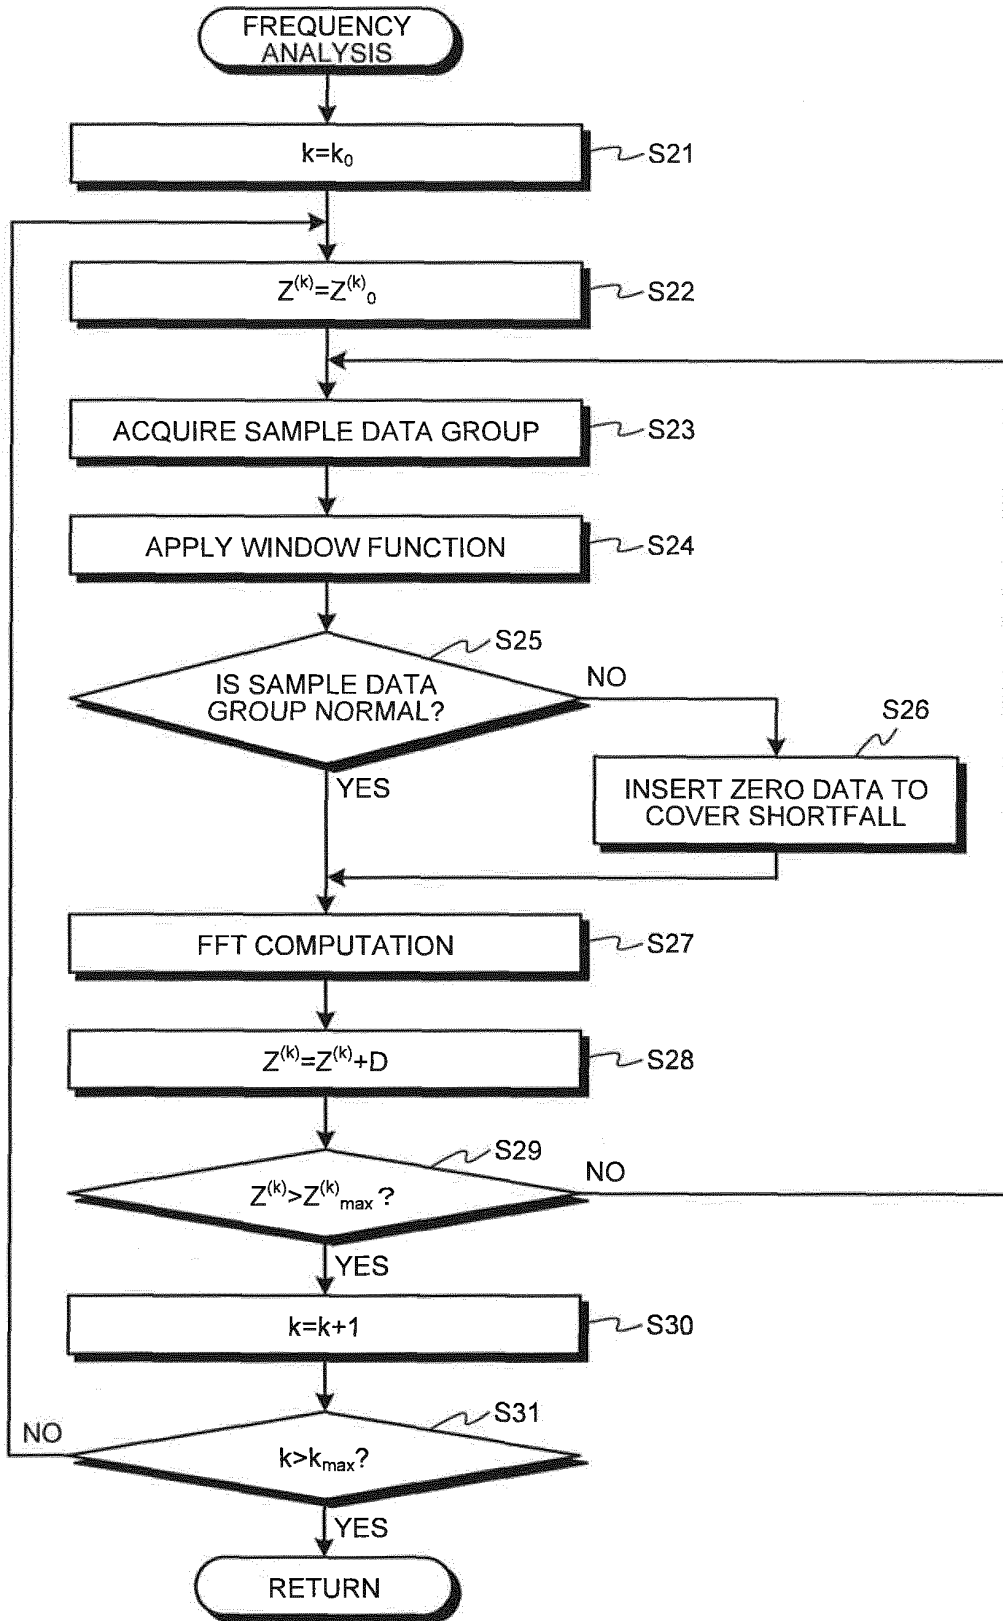 FREQUENCY
ANALYSIS
k=k₀
S21
Z⁽ᵏ⁾=Z⁽ᵏ⁾₀
S22
ACQUIRE SAMPLE DATA GROUP
S23
APPLY WINDOW FUNCTION
S24
S25
IS SAMPLE DATA
GROUP NORMAL?
NO
YES
S26
INSERT ZERO DATA TO
COVER SHORTFALL
FFT COMPUTATION
S27
Z⁽ᵏ⁾=Z⁽ᵏ⁾+D
S28
S29
Z⁽ᵏ⁾>Z⁽ᵏ⁾max?
NO
YES
k=k+1
S30
S31
k>kmax?
NO
YES
RETURN